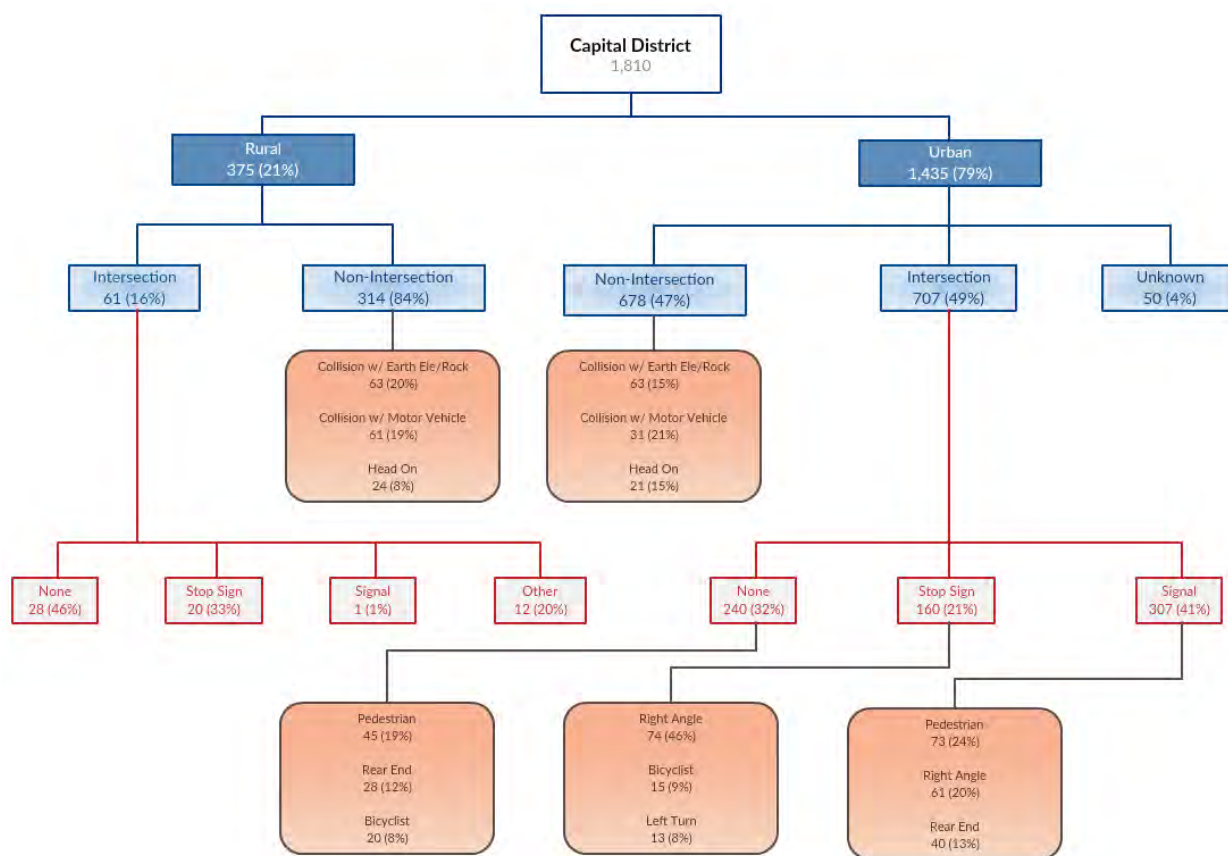 Capital District
1,810
Rural
375 (21%)
Urban
1,435 (79%)
Intersection
61 (16%)
Non-Intersection
314 (84%)
Non-Intersection
678 (47%)
Intersection
707 (49%)
Unknown
50 (4%)
Collision w/ Earth Ele/Rock
63 (20%)
Collision w/ Motor Vehicle
61 (19%)
Head On
24 (8%)
Collision w/ Earth Ele/Rock
63 (15%)
Collision w/ Motor Vehicle
31 (21%)
Head On
21 (15%)
None
28 (46%)
Stop Sign
20 (33%)
Signal
1 (1%)
Other
12 (20%)
None
240 (32%)
Stop Sign
160 (21%)
Signal
307 (41%)
Pedestrian
45 (19%)
Rear End
28 (12%)
Bicyclist
20 (8%)
Right Angle
74 (46%)
Bicyclist
15 (9%)
Left Turn
13 (8%)
Pedestrian
73 (24%)
Right Angle
61 (20%)
Rear End
40 (13%)